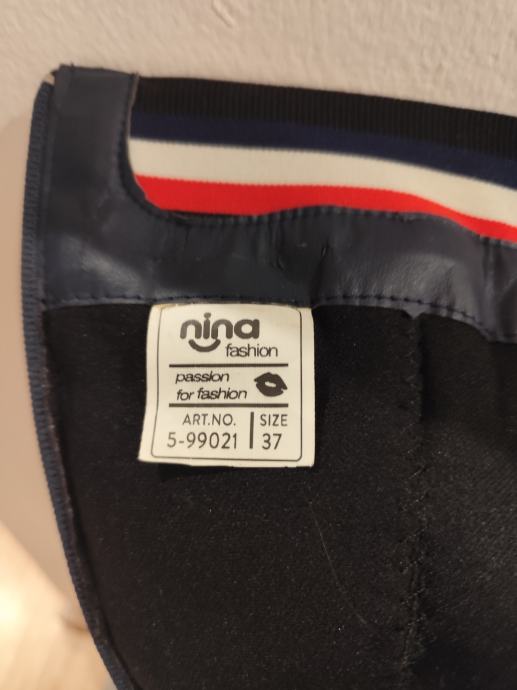 nina
fashion
passion
for fashion
ART.NO. SIZE
5-99021 37